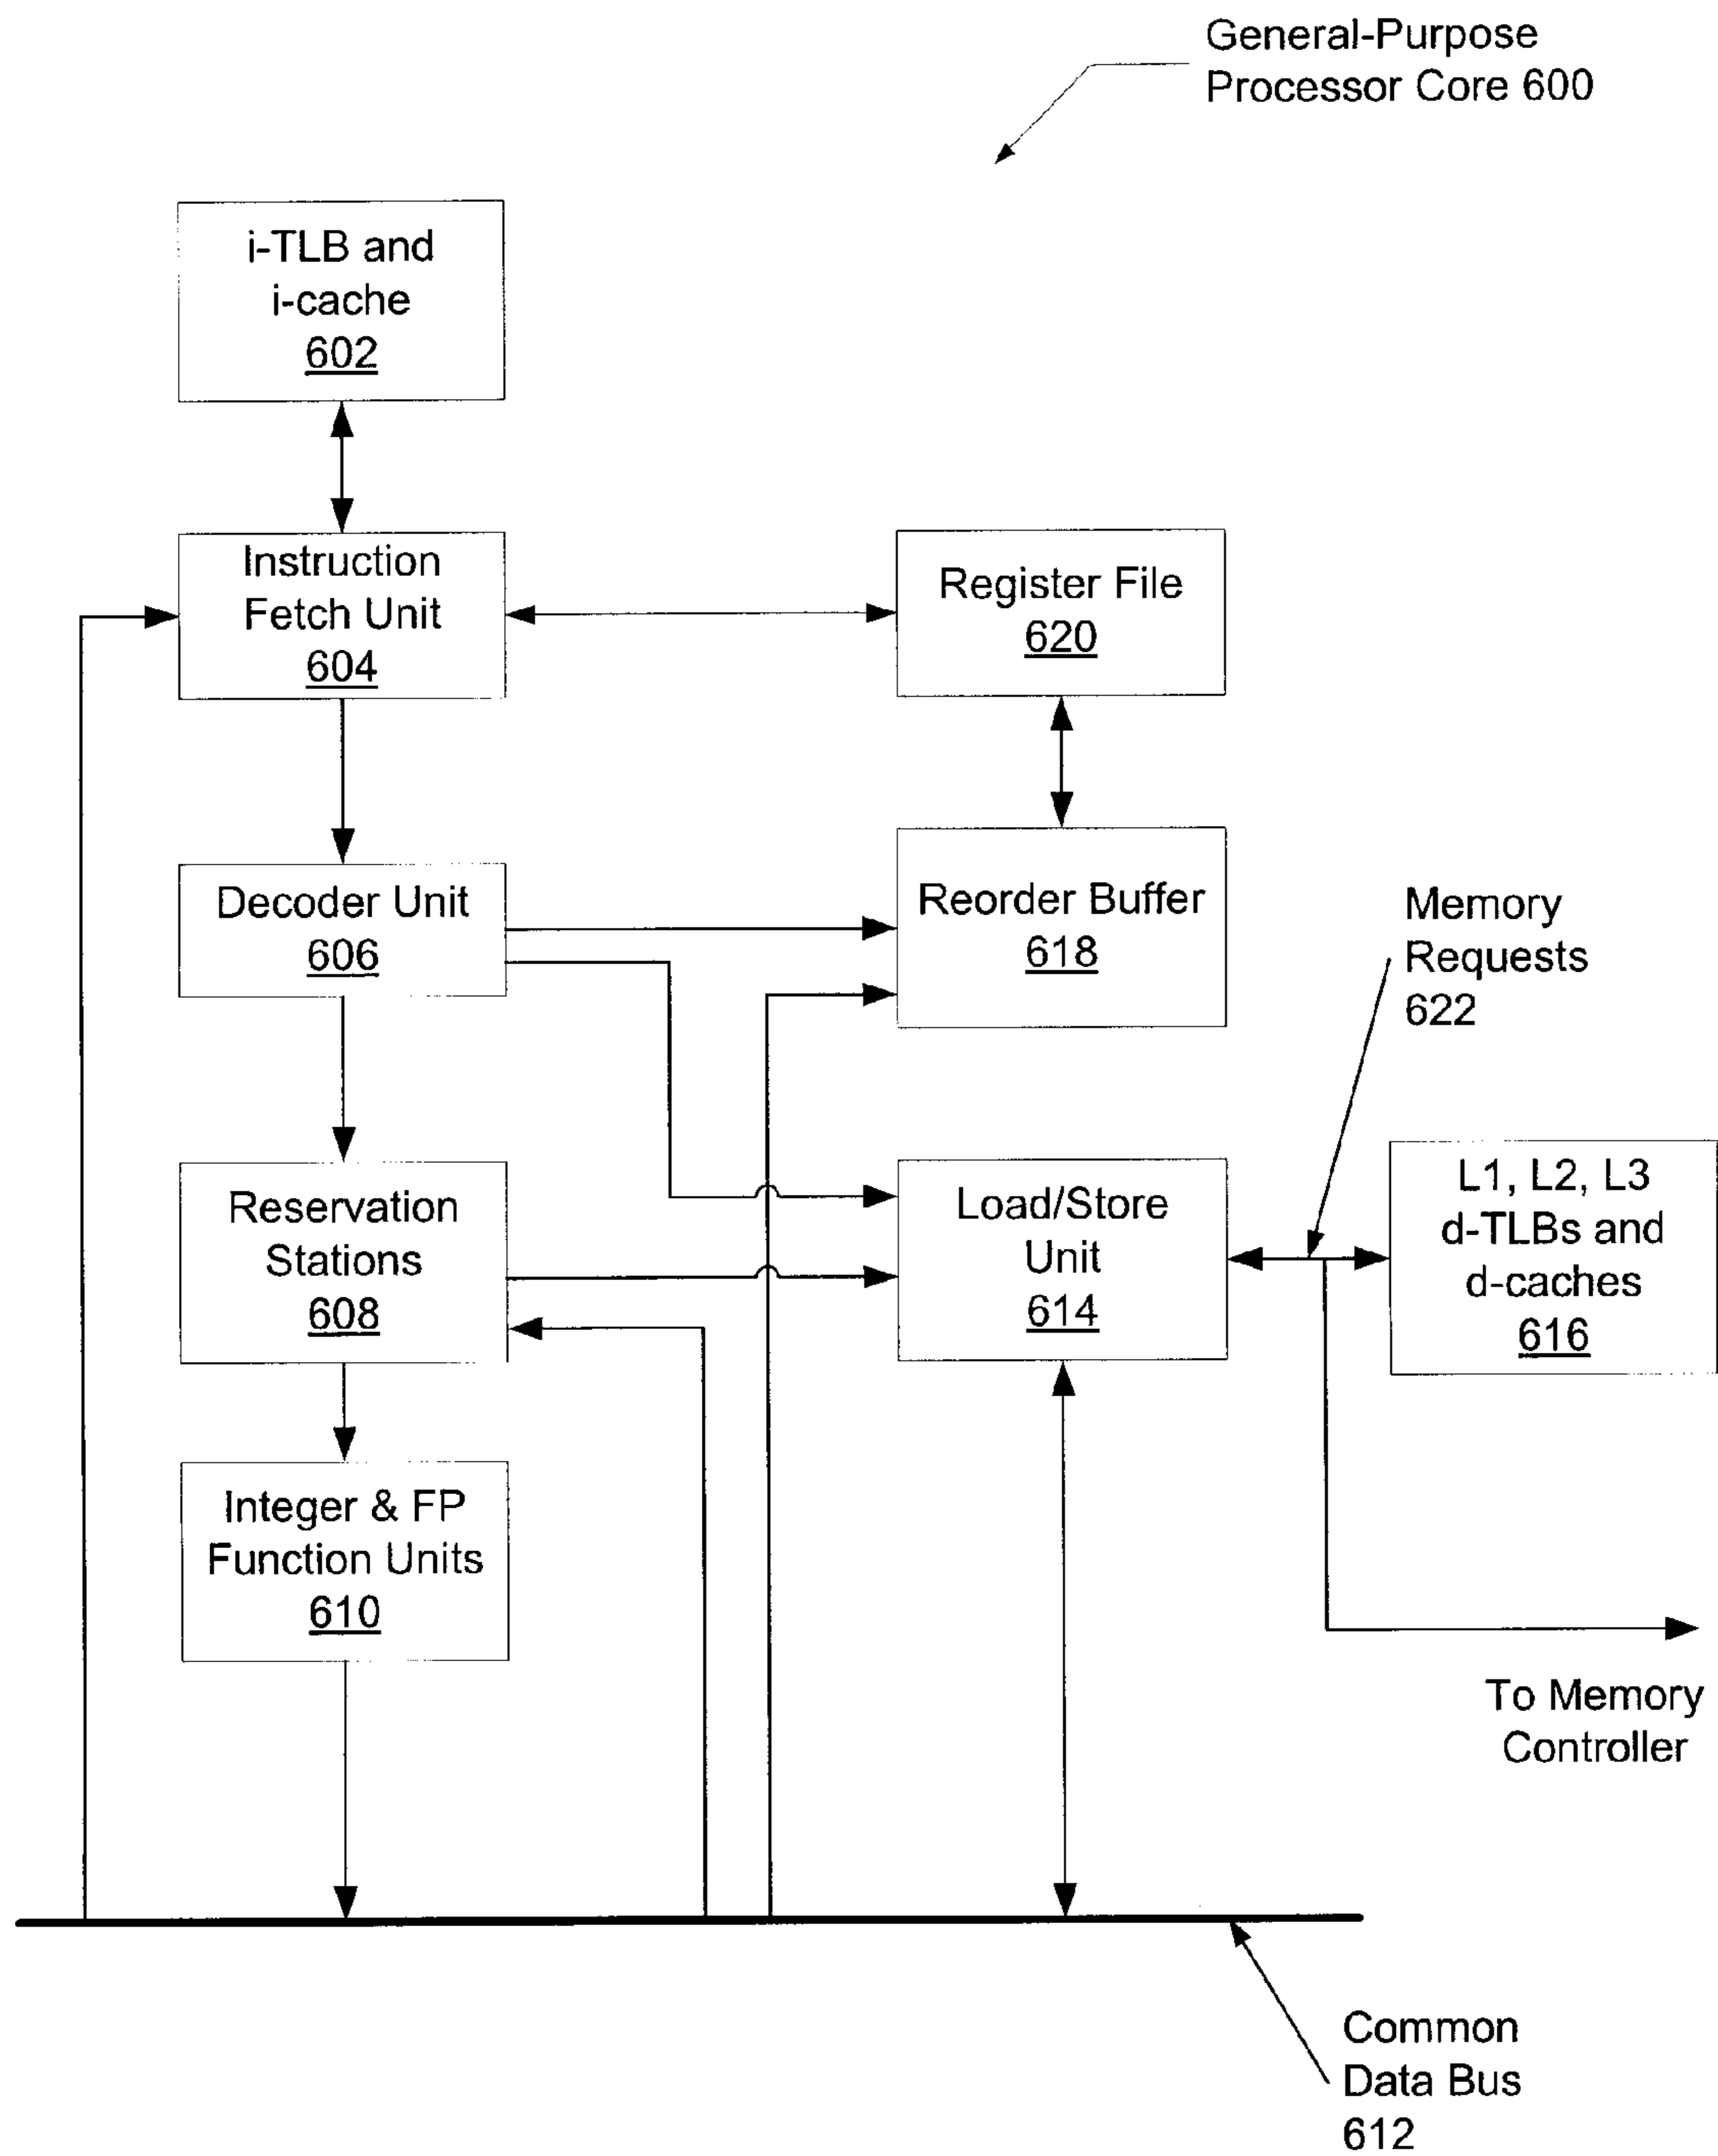 General-Purpose
Processor Core 600
i-TLB and
i-cache
602
Instruction
Fetch Unit
604
Register File
620
Decoder Unit
606
Reorder Buffer
618
Memory
Requests
622
Reservation
Stations
608
Load/Store
Unit
614
L1, L2, L3
d-TLBs and
d-caches
616
Integer & FP
Function Units
610
To Memory
Controller
Common
Data Bus
612